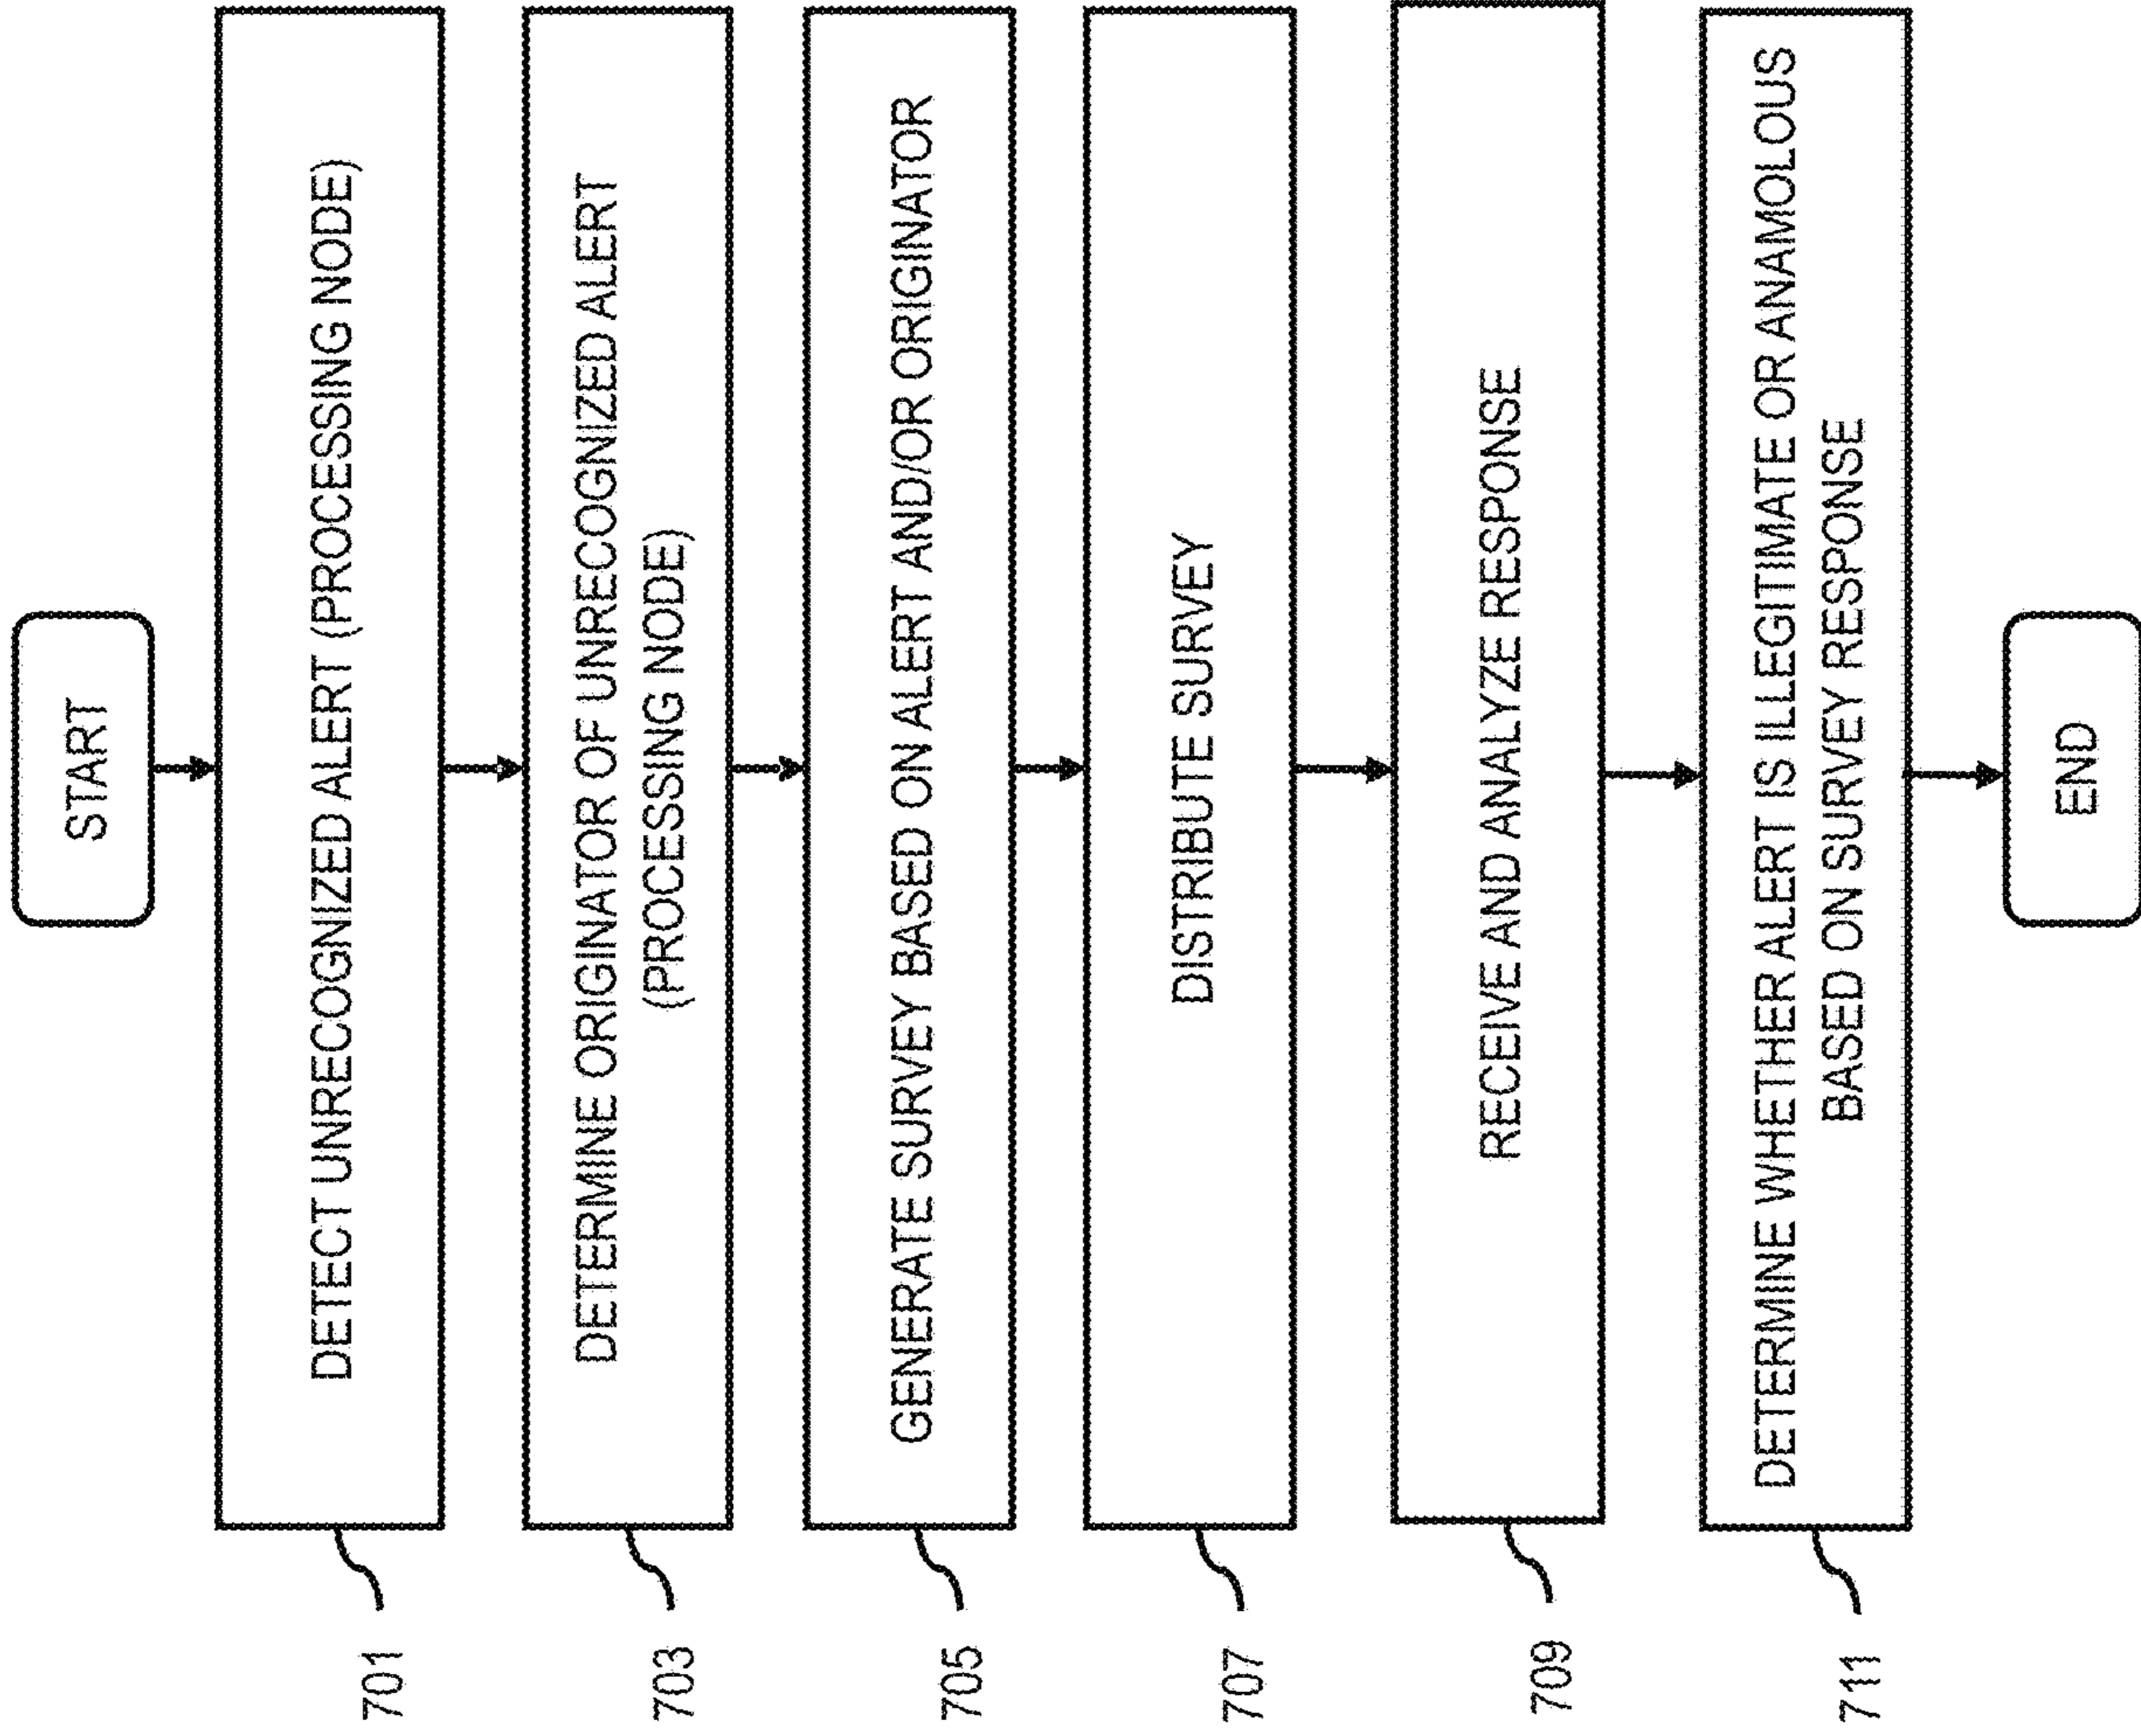 START
701
DETECT UNRECOGNIZED ALERT (PROCESSING NODE)
703
DETERMINE ORIGINATOR OF UNRECOGNIZED ALERT
(PROCESSING NODE)
705
GENERATE SURVEY BASED ON ALERT AND/OR ORIGINATOR
707
DISTRIBUTE SURVEY
709
RECEIVE AND ANALYZE RESPONSE
711
DETERMINE WHETHER ALERT IS ILLEGITIMATE OR ANAMOLOUS
BASED ON SURVEY RESPONSE
END